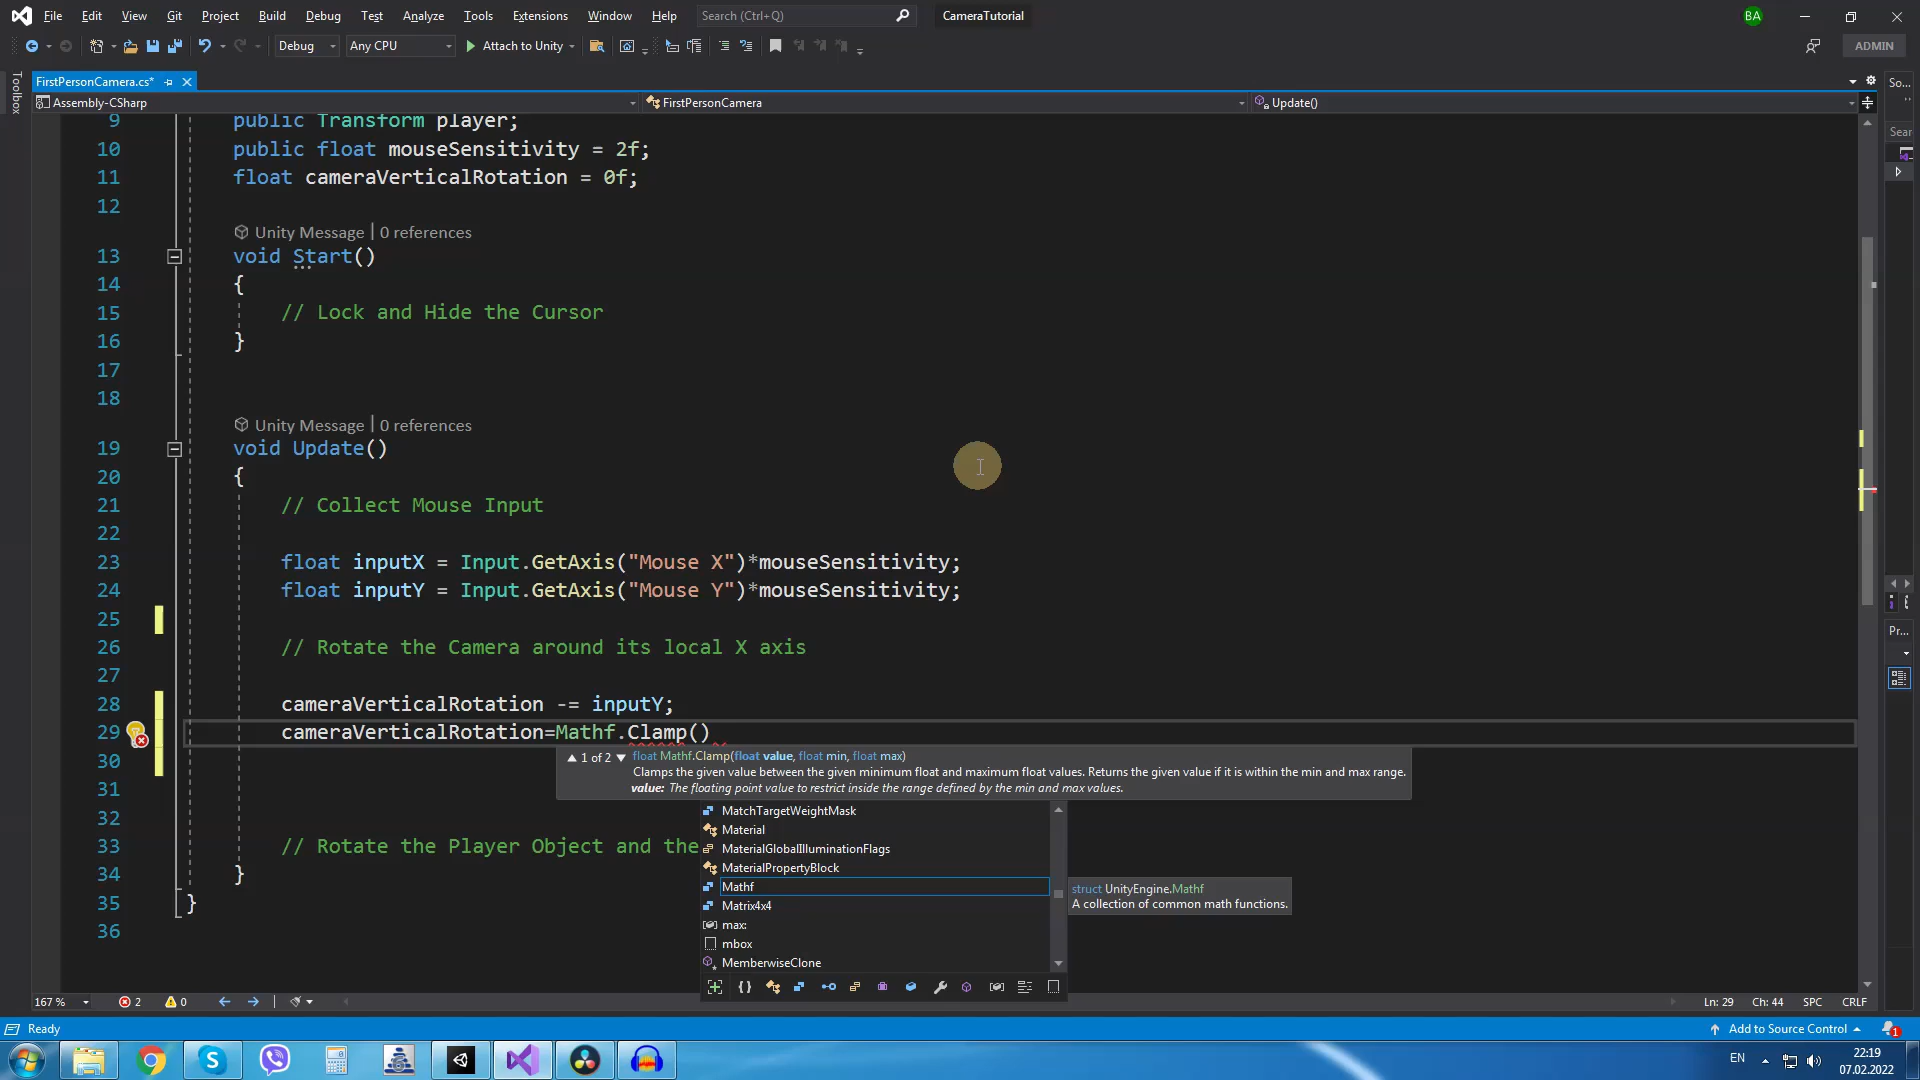 File Edit View Git Project Build Debug Test Analyze Tools Extensions Window Help Search (Ctrl+Q) CameraTutorial BA
Debug Any CPU Attach to Unity ADMIN
Toolbox
FirstPersonCamera.cs* So...
Assembly-CSharp FirstPersonCamera Update()
Sear
9 public Transform player;
10 public float mouseSensitivity = 2f;
11 float cameraVerticalRotation = 0f;
12
Unity Message | 0 references
13 void Start()
14 {
15 // Lock and Hide the Cursor
16 }
17
18
Unity Message | 0 references
19 void Update()
20 {
21 // Collect Mouse Input
22
23 float inputX = Input.GetAxis("Mouse X")*mouseSensitivity;
24 float inputY = Input.GetAxis("Mouse Y")*mouseSensitivity;
25
26 // Rotate the Camera around its local X axis
27
Pr...
28 cameraVerticalRotation -= inputY;
29 cameraVerticalRotation=Mathf.Clamp()
30
1 of 2 float Mathf.Clamp(float value, float min, float max)
Clamps the given value between the given minimum float and maximum float values. Returns the given value if it is within the min and max range.
value: The floating point value to restrict inside the range defined by the min and max values.
31
32
33 // Rotate the Player Object and the
34 }
35 }
36
MatchTargetWeightMask
Material
MaterialGlobalIlluminationFlags
MaterialPropertyBlock
Mathf
Matrix4x4
max:
mbox
MemberwiseClone
struct UnityEngine.Mathf
A collection of common math functions.
167 % 2 0 Ln: 29 Ch: 44 SPC CRLF
Ready Add to Source Control 1
EN 22:19
07.02.2022